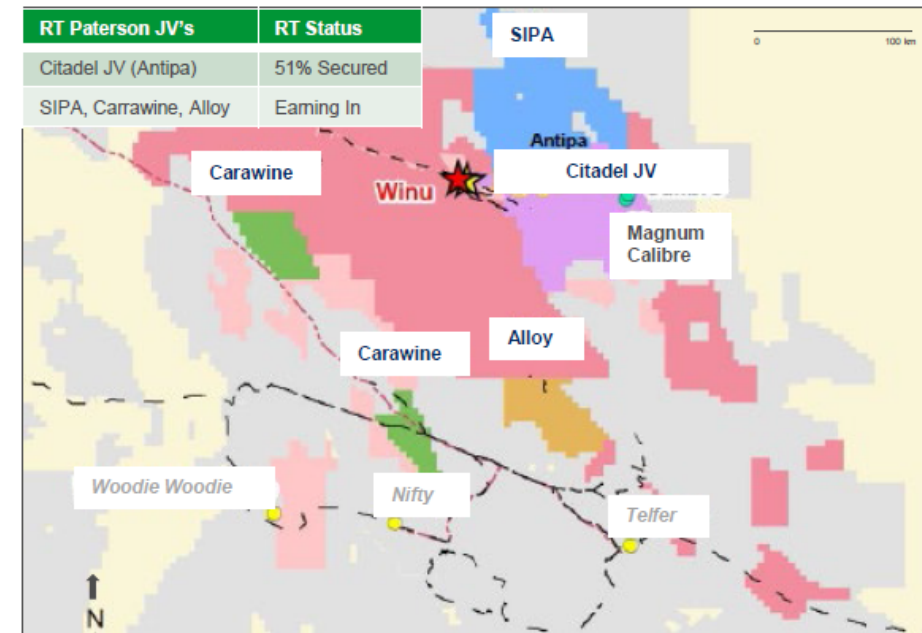 RT Paterson JV's RT Status
Citadel JV (Antipa) 51% Secured
SIPA, Carrawine, Alloy Earning In
SIPA
0 100 km
Antipa
Citadel JV
Carawine
Winu
Magnum
Calibre
Carawine
Alloy
Woodie Woodie
Nifty
Telfer
N